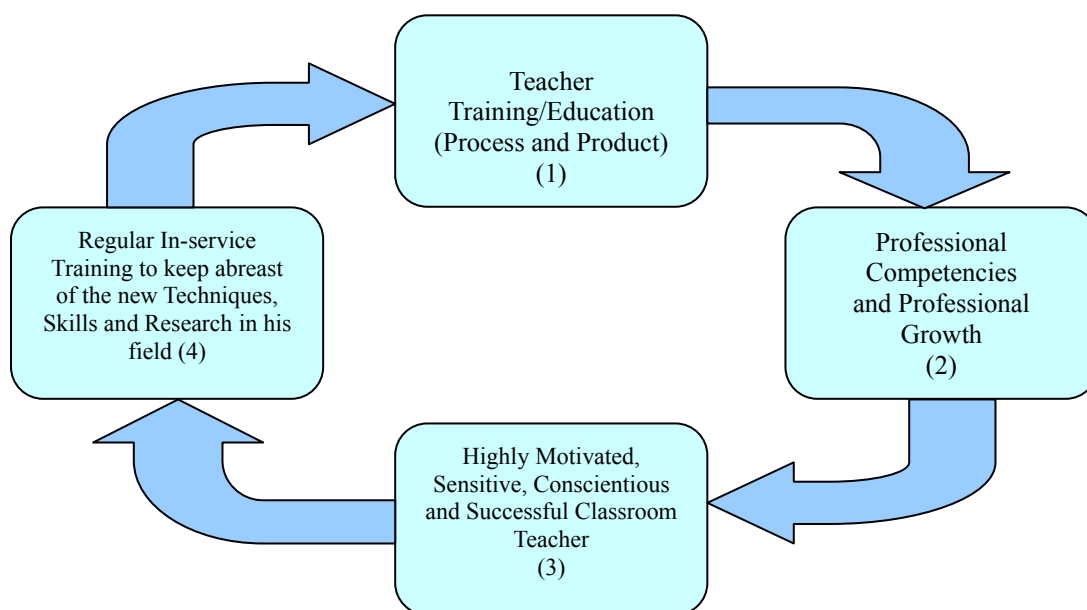 Teacher
Training/Education
(Process and Product)
(1)
Professional
Competencies
and Professional
Growth
(2)
Highly Motivated,
Sensitive, Conscientious
and Successful Classroom
Teacher
(3)
Regular In-service
Training to keep abreast
of the new Techniques,
Skills and Research in his
field (4)